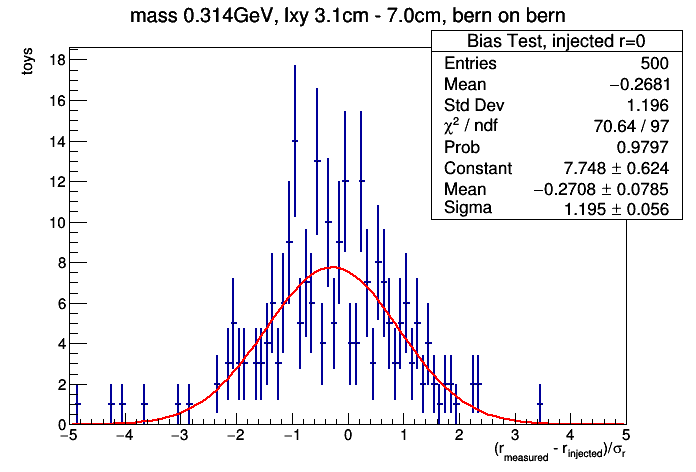 mass 0.314GeV, lxy 3.1cm - 7.0cm, bern on bern
Bias Test, injected r=0
Entries 500
Mean −0.2681
Std Dev 1.196
χ² / ndf 70.64 / 97
Prob 0.9797
Constant 7.748 ± 0.624
Mean −0.2708 ± 0.0785
Sigma 1.195 ± 0.056
toys
18
16
14
12
10
8
6
4
2
0
−5 −4 −3 −2 −1 0 1 2 3 4 5
(r_measured - r_injected)/σ_r